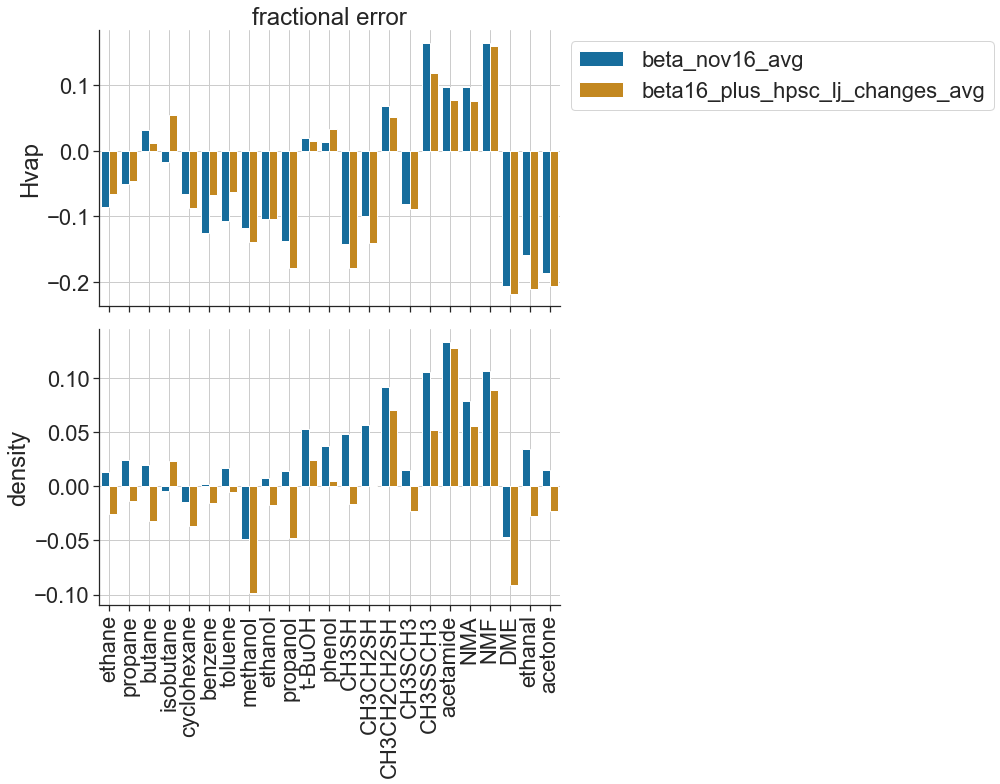 fractional error
beta_nov16_avg
beta16_plus_hpsc_lj_changes_avg
Hvap
0.1
0.0
−0.1
−0.2
density
0.10
0.05
0.00
−0.05
−0.10
ethane
propane
butane
isobutane
cyclohexane
benzene
toluene
methanol
ethanol
propanol
t-BuOH
phenol
CH3SH
CH3CH2SH
CH3CH2CH2SH
CH3SCH3
CH3SSCH3
acetamide
NMA
NMF
DME
ethanal
acetone